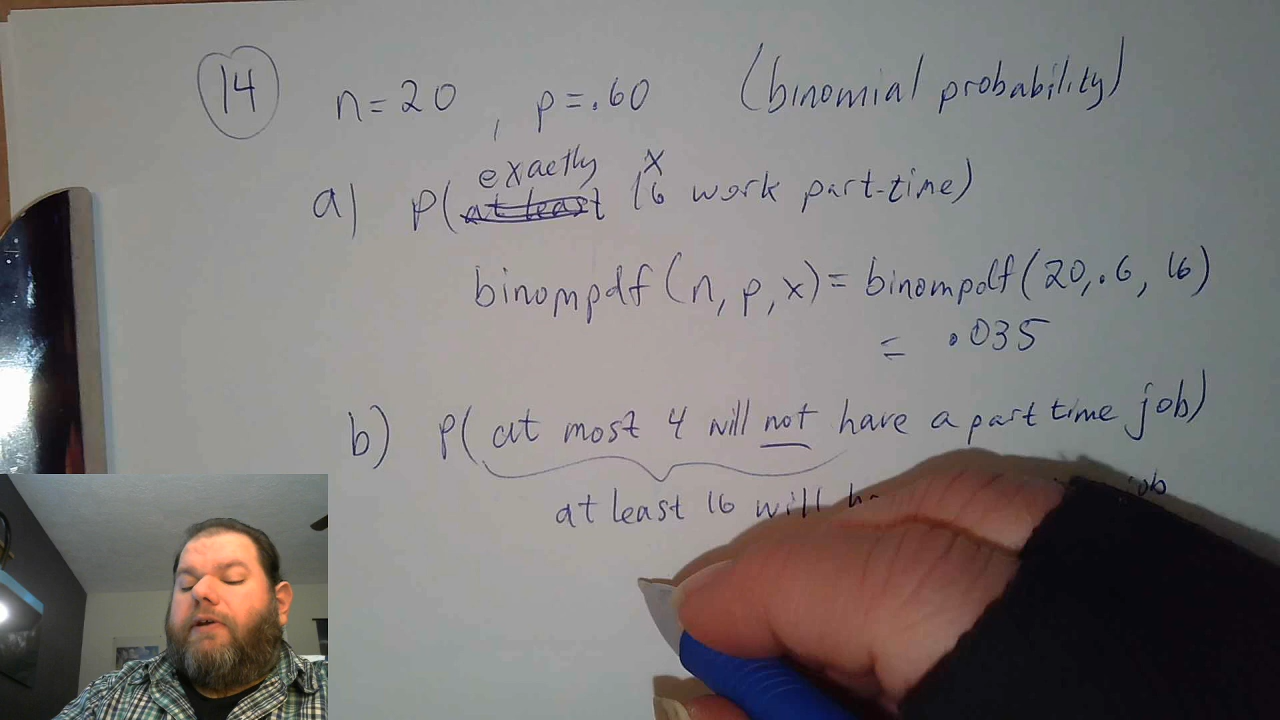 14 n=20, p=.60 (binomial probability)
exactly x
a) P(at least 16 work part-time)
binompdf(n, p, x)= binompdf(20, .6, 16)
= .035
b) P(at most 4 will not have a part time job)
at least 16 will job